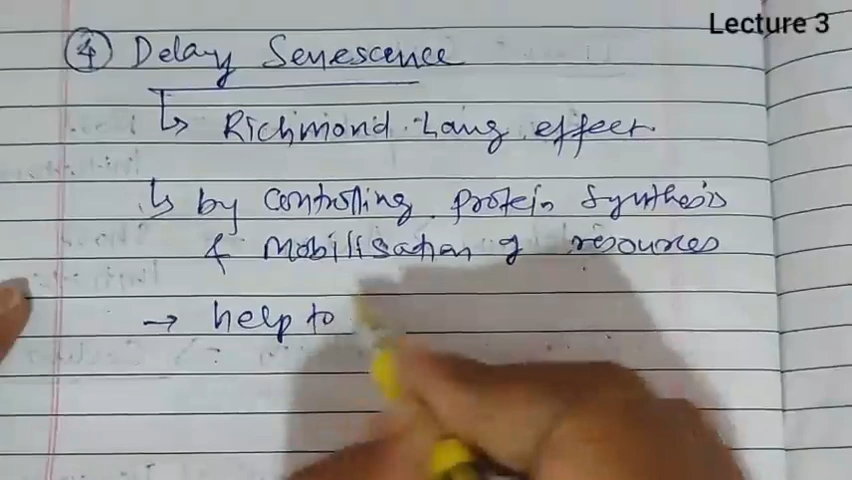 Lecture 3
④ Delay Senescence
↳ Richmond Lang effect.
↳ by controlling protein synthesis
& Mobilisation of resources
→ help to